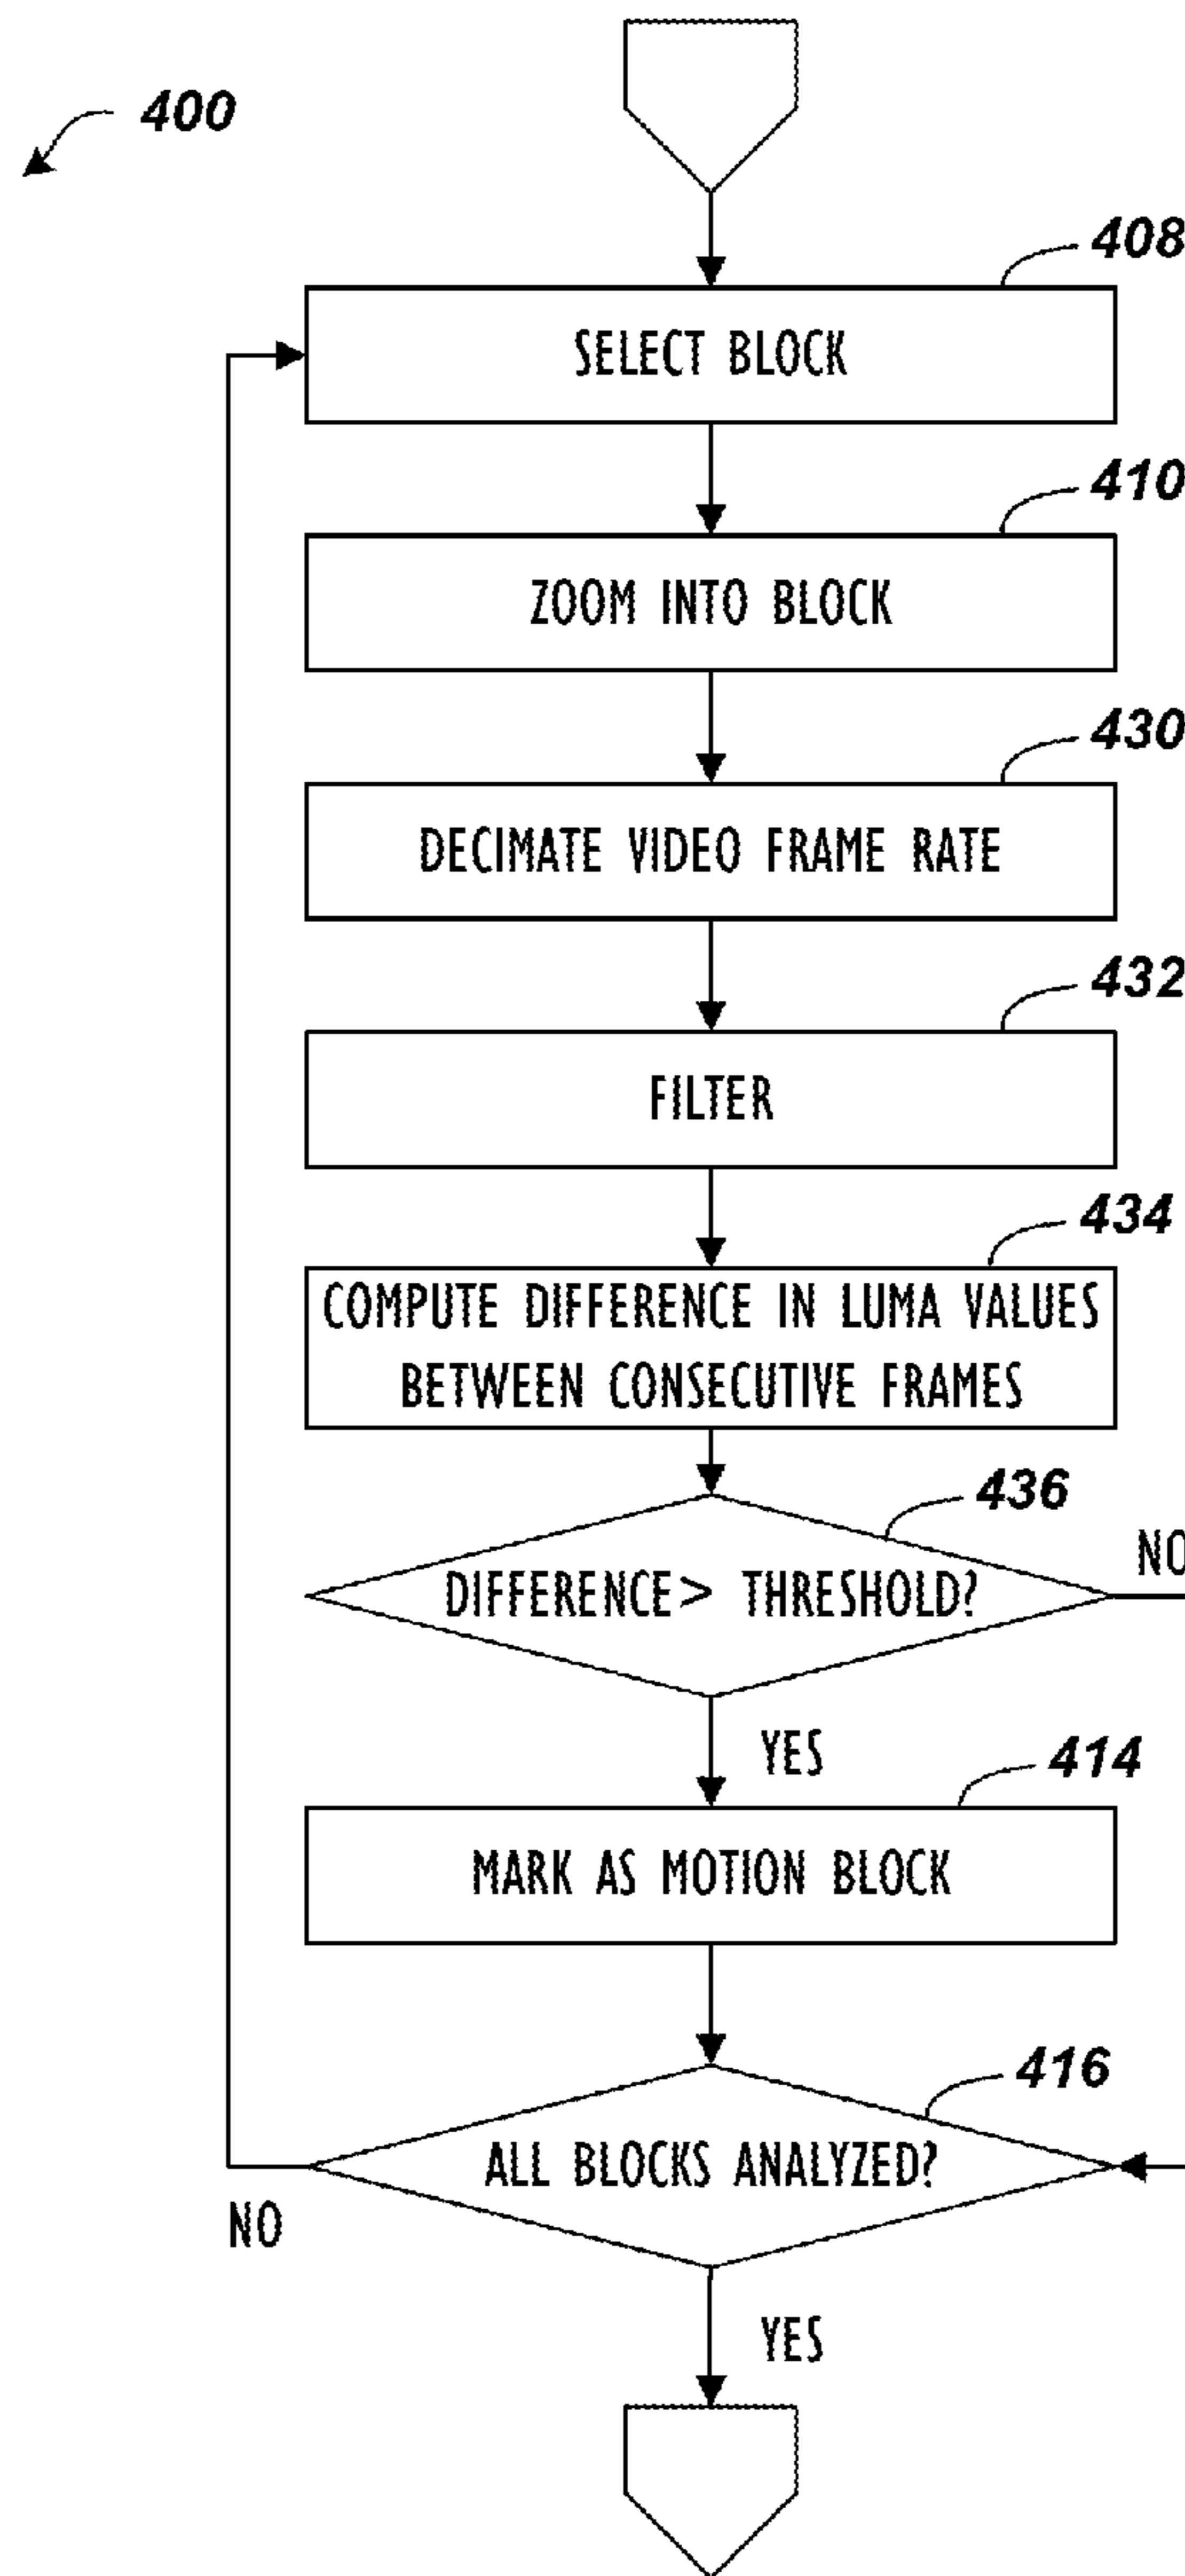 400
408
SELECT BLOCK
410
ZOOM INTO BLOCK
430
DECIMATE VIDEO FRAME RATE
432
FILTER
434
COMPUTE DIFFERENCE IN LUMA VALUES
BETWEEN CONSECUTIVE FRAMES
436
NO
DIFFERENCE> THRESHOLD?
YES
414
MARK AS MOTION BLOCK
416
ALL BLOCKS ANALYZED?
NO
YES